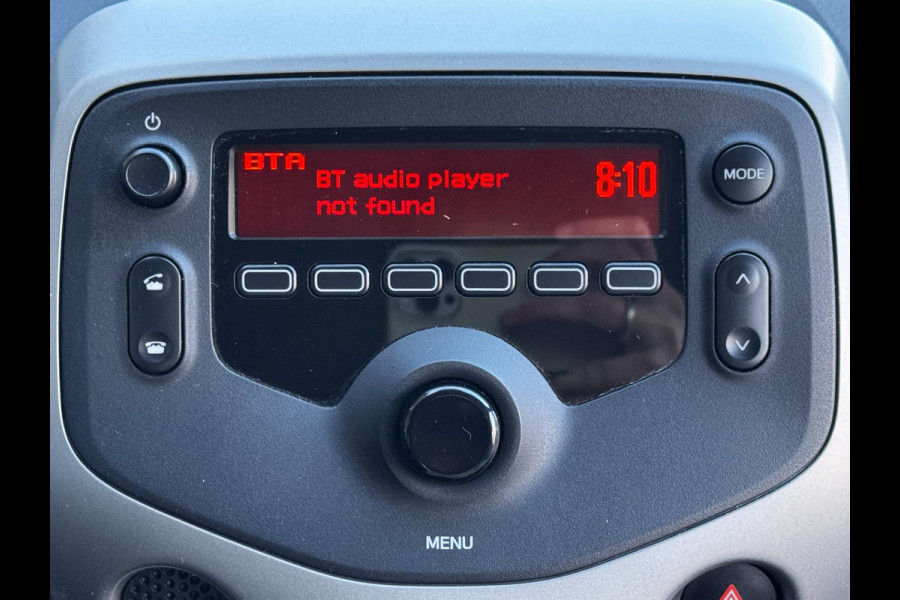 BTA
BT audio player
not found
8:10
MODE
MENU